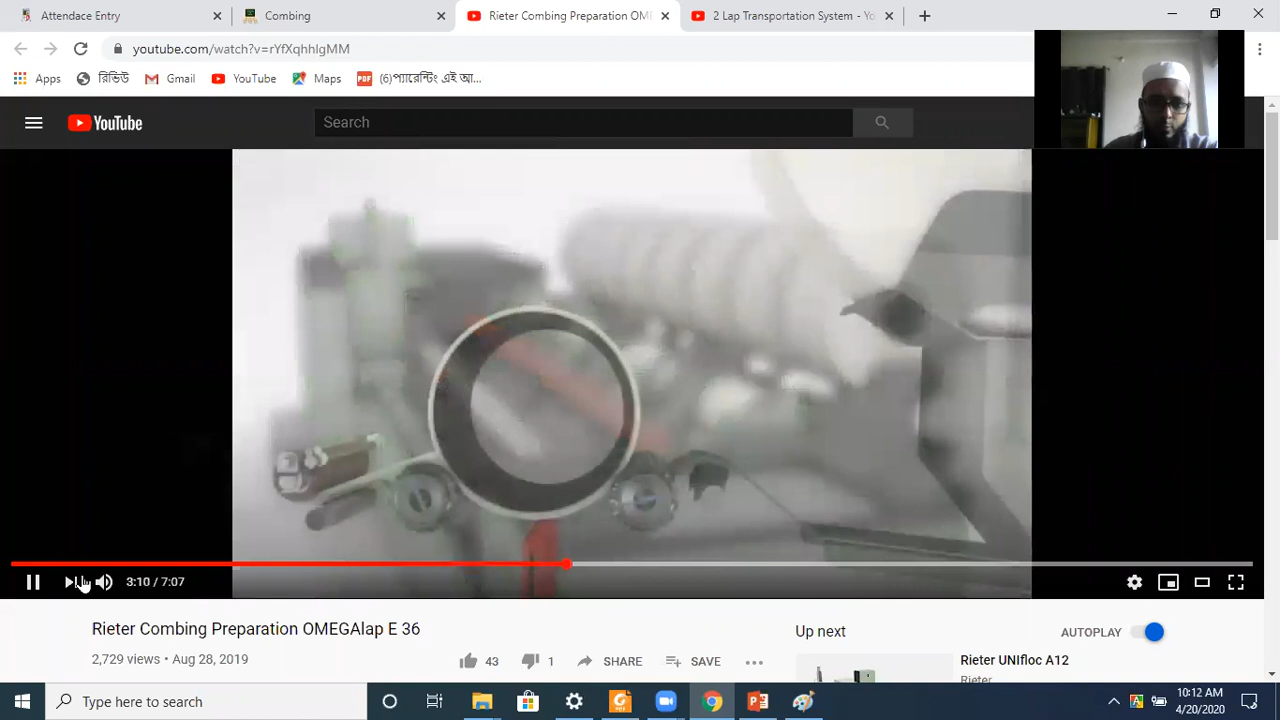 Attendace Entry
Combing
Rieter Combing Preparation OME
2 Lap Transportation System - Yo
youtube.com/watch?v=rYfXqhhlgMM
Apps
রিভিউ
Gmail
YouTube
Maps
PDF
(6)প্যারেন্টিং এই আ...
YouTube
Search
3:10 / 7:07
Rieter Combing Preparation OMEGAlap E 36
2,729 views • Aug 28, 2019
43
1
SHARE
SAVE
Up next
AUTOPLAY
Rieter UNIfloc A12
Rieter
Type here to search
10:12 AM
4/20/2020